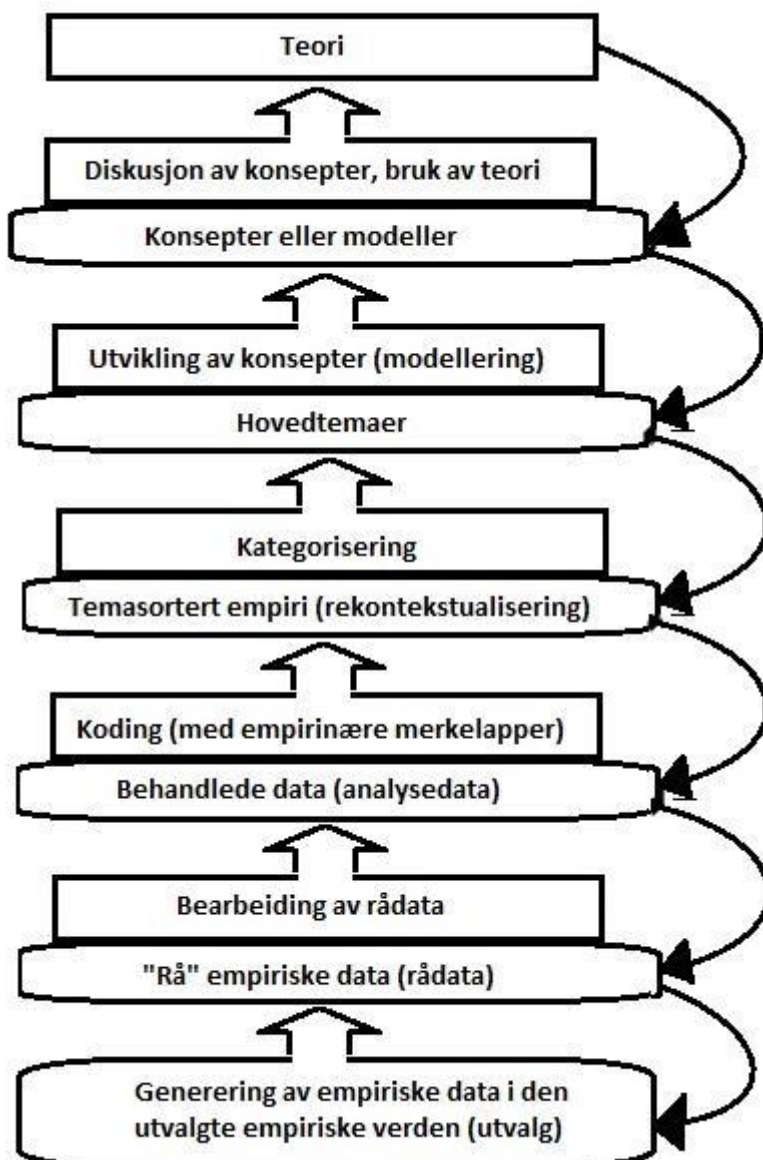 Teori
Diskusjon av konsepter, bruk av teori
Konsepter eller modeller
Utvikling av konsepter (modellering)
Hovedtemaer
Kategorisering
Temasortert empiri (rekontekstualisering)
Koding (med empirinære merkelapper)
Behandlede data (analysedata)
Bearbeiding av rådata
"Rå" empiriske data (rådata)
Generering av empiriske data i den
utvalgte empiriske verden (utvalg)